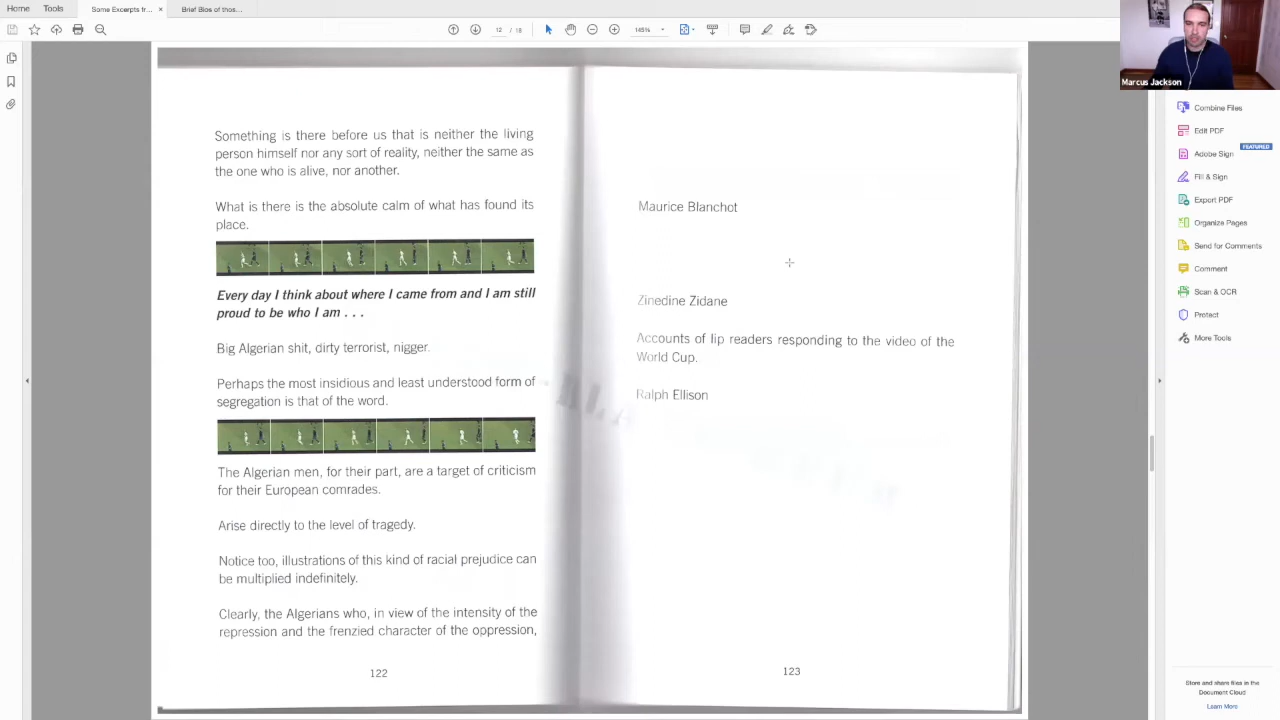 Home
Tools
Some Excerpts fr...
×
Brief Bios of thos...
12 / 18
145%
Marcus Jackson
Something is there before us that is neither the living
person himself nor any sort of reality, neither the same as
the one who is alive, nor another.
What is there is the absolute calm of what has found its
place.
Every day I think about where I came from and I am still
proud to be who I am . . .
Big Algerian shit, dirty terrorist, nigger.
Perhaps the most insidious and least understood form of
segregation is that of the word.
The Algerian men, for their part, are a target of criticism
for their European comrades.
Arise directly to the level of tragedy.
Notice too, illustrations of this kind of racial prejudice can
be multiplied indefinitely.
Clearly, the Algerians who, in view of the intensity of the
repression and the frenzied character of the oppression,
122
Maurice Blanchot
Zinedine Zidane
Accounts of lip readers responding to the video of the
World Cup.
Ralph Ellison
123
Combine Files
Edit PDF
FEATURED
Adobe Sign
Fill & Sign
Export PDF
Organize Pages
Send for Comments
Comment
Scan & OCR
Protect
More Tools
Store and share files in the
Document Cloud
Learn More